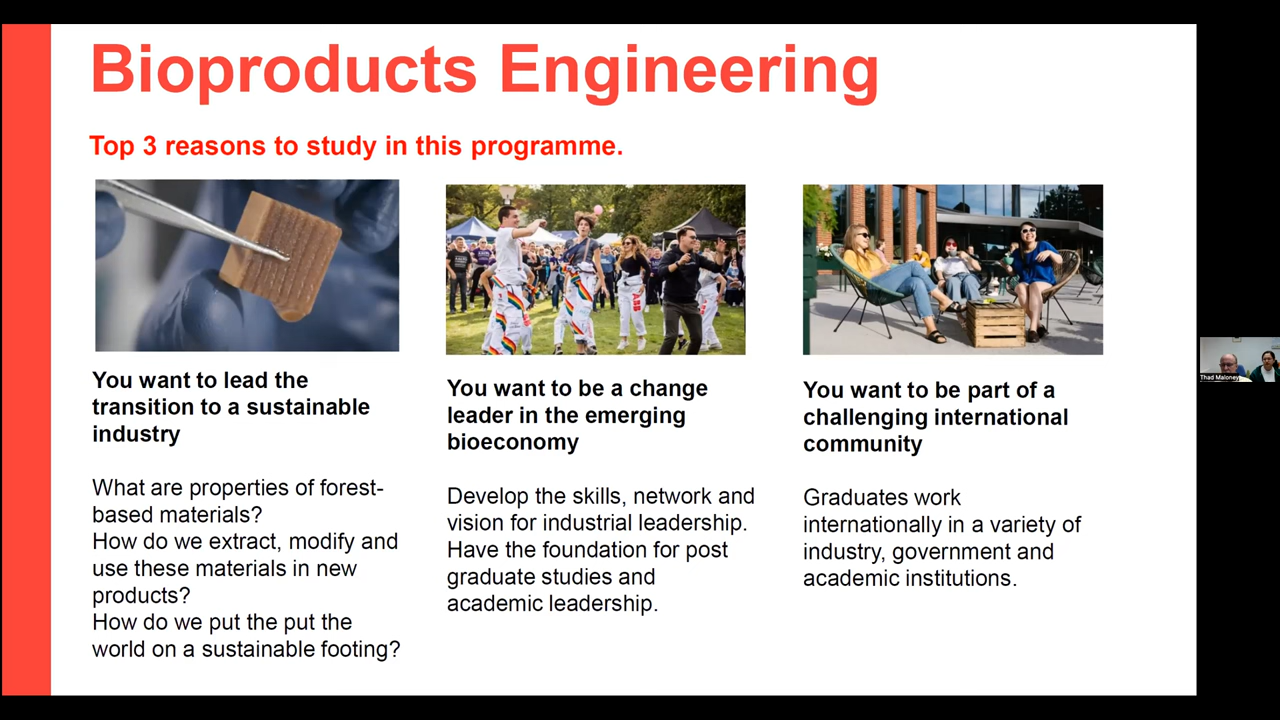 Bioproducts Engineering
Top 3 reasons to study in this programme.
You want to lead the
transition to a sustainable
industry
What are properties of forest-
based materials?
How do we extract, modify and
use these materials in new
products?
How do we put the put the
world on a sustainable footing?
You want to be a change
leader in the emerging
bioeconomy
Develop the skills, network and
vision for industrial leadership.
Have the foundation for post
graduate studies and
academic leadership.
You want to be part of a
challenging international
community
Graduates work
internationally in a variety of
industry, government and
academic institutions.
Thad Maloney
ABB